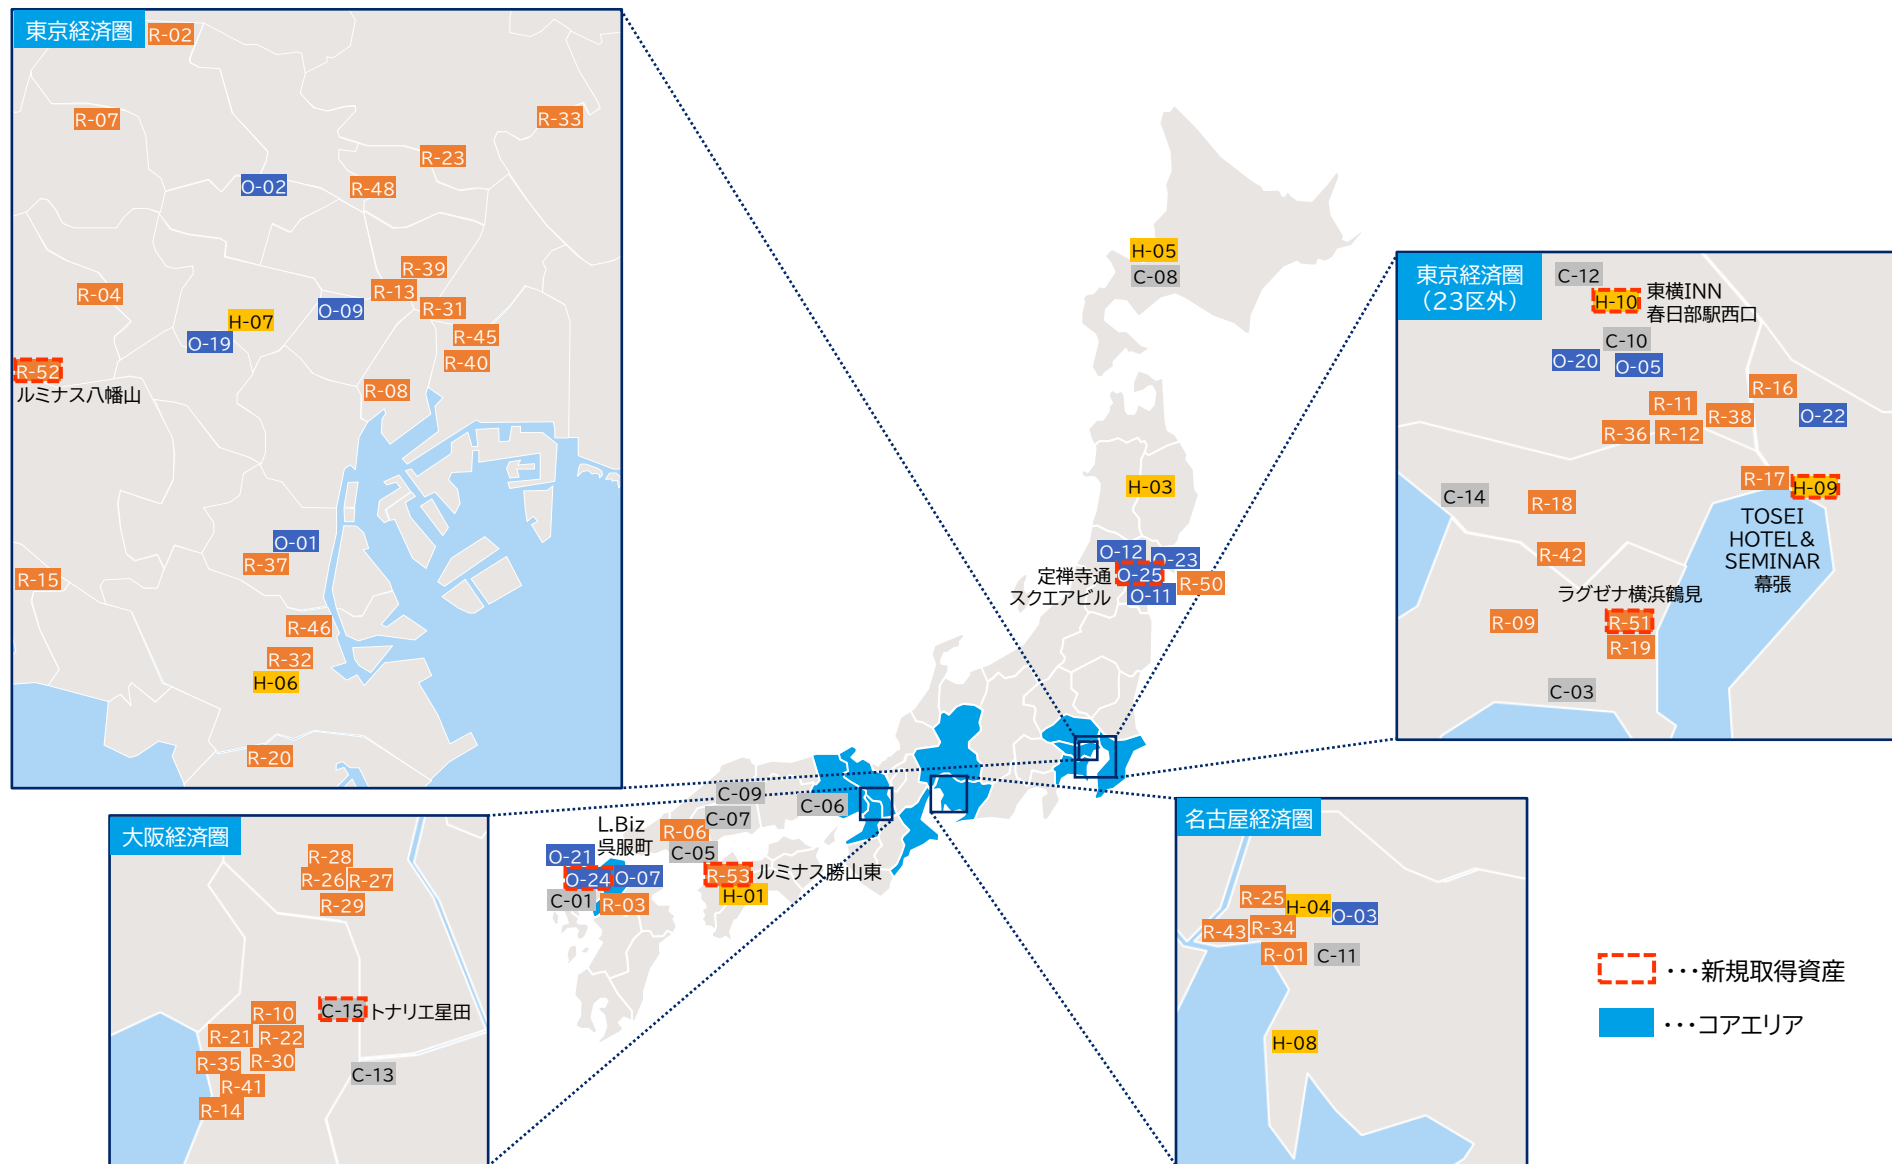 東京経済圏
R-02
R-07
R-33
R-23
R-48
O-02
R-39
R-13
R-04
R-31
O-09
H-07
O-19
R-45
R-40
R-52
ルミナス八幡山
R-08
O-01
R-37
R-15
R-46
R-32
H-06
R-20
H-05
C-08
H-03
O-12
O-23
定禅寺通
スクエアビル
O-25
R-50
O-11
東京経済圏
(23区外)
C-12
H-10
東横INN
春日部駅西口
C-10
O-20
O-05
R-16
R-11
R-38
O-22
R-36
R-12
R-17
H-09
C-14
R-18
TOSEI
HOTEL&
SEMINAR
幕張
R-42
ラグゼナ横浜鶴見
R-09
R-51
R-19
C-03
C-09
C-06
C-07
R-06
C-05
L.Biz
呉服町
O-21
O-24
O-07
C-01
R-03
R-53
ルミナス勝山東
H-01
大阪経済圏
R-28
R-26
R-27
R-29
R-10
C-15
トナリエ星田
R-21
R-22
R-35
R-30
C-13
R-41
R-14
名古屋経済圏
R-25
H-04
O-03
R-43
R-34
R-01
C-11
H-08
・・・新規取得資産
・・・コアエリア